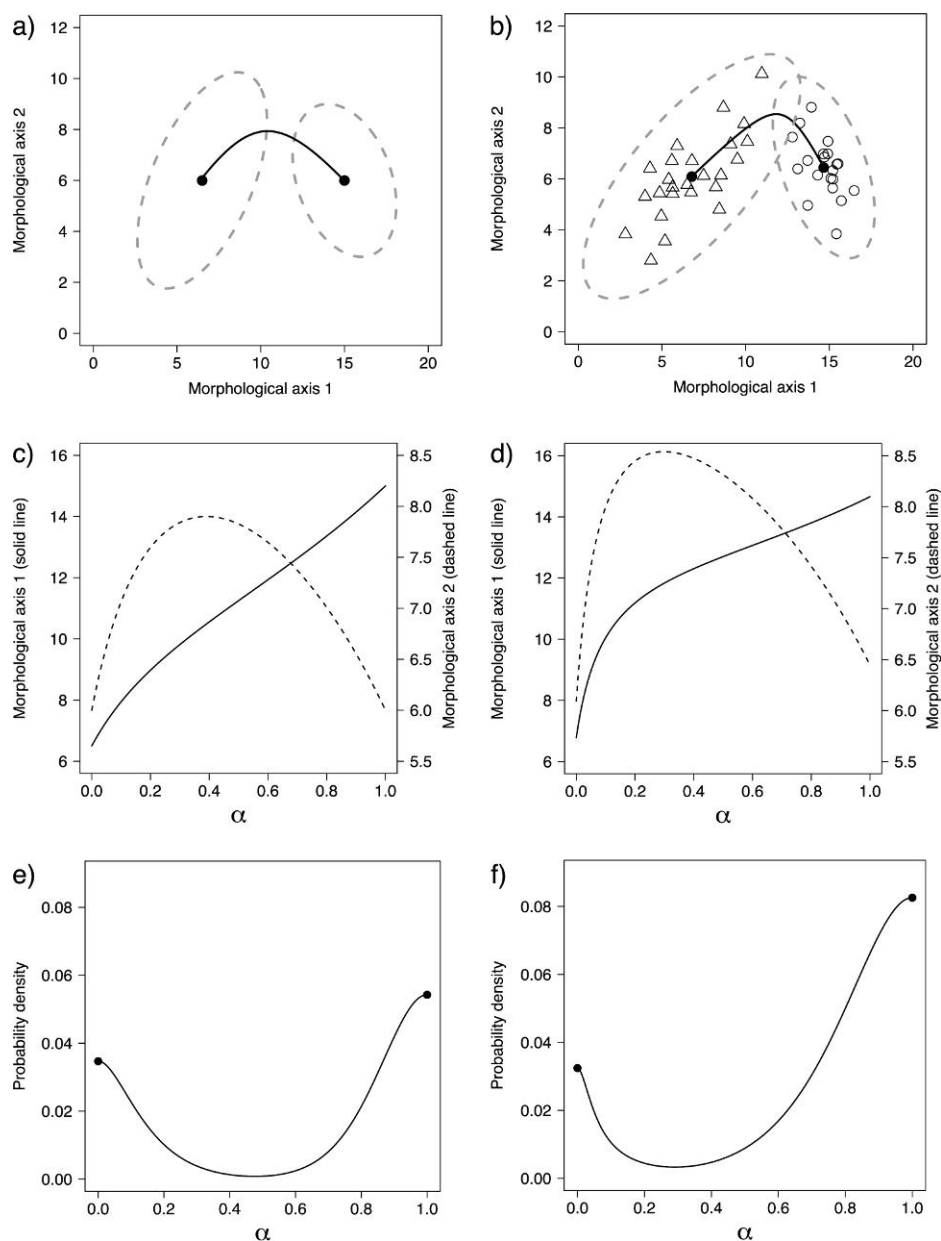 a)
12
10
8
6
4
2
0
Morphological axis 2
0 5 10 15 20
Morphological axis 1
b)
12
10
8
6
4
2
0
Morphological axis 2
0 5 10 15 20
Morphological axis 1
c)
16
14
12
10
8
6
Morphological axis 1 (solid line)
8.5
8.0
7.5
7.0
6.5
6.0
5.5
Morphological axis 2 (dashed line)
0.0 0.2 0.4 0.6 0.8 1.0
α
d)
16
14
12
10
8
6
Morphological axis 1 (solid line)
8.5
8.0
7.5
7.0
6.5
6.0
5.5
Morphological axis 2 (dashed line)
0.0 0.2 0.4 0.6 0.8 1.0
α
e)
0.08
0.06
0.04
0.02
0.00
Probability density
0.0 0.2 0.4 0.6 0.8 1.0
α
f)
0.08
0.06
0.04
0.02
0.00
Probability density
0.0 0.2 0.4 0.6 0.8 1.0
α